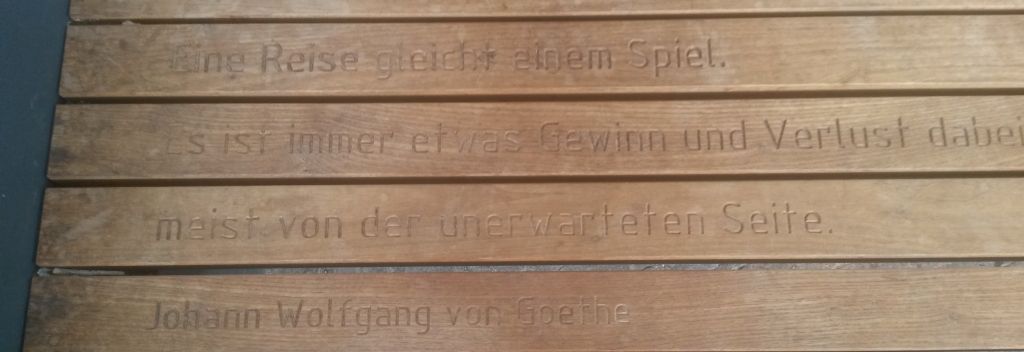 Eine Reise gleicht einem Spiel.
Es ist immer etwas Gewinn und Verlust dabei
meist von der unerwarteten Seite.
Johann Wolfgang von Goethe